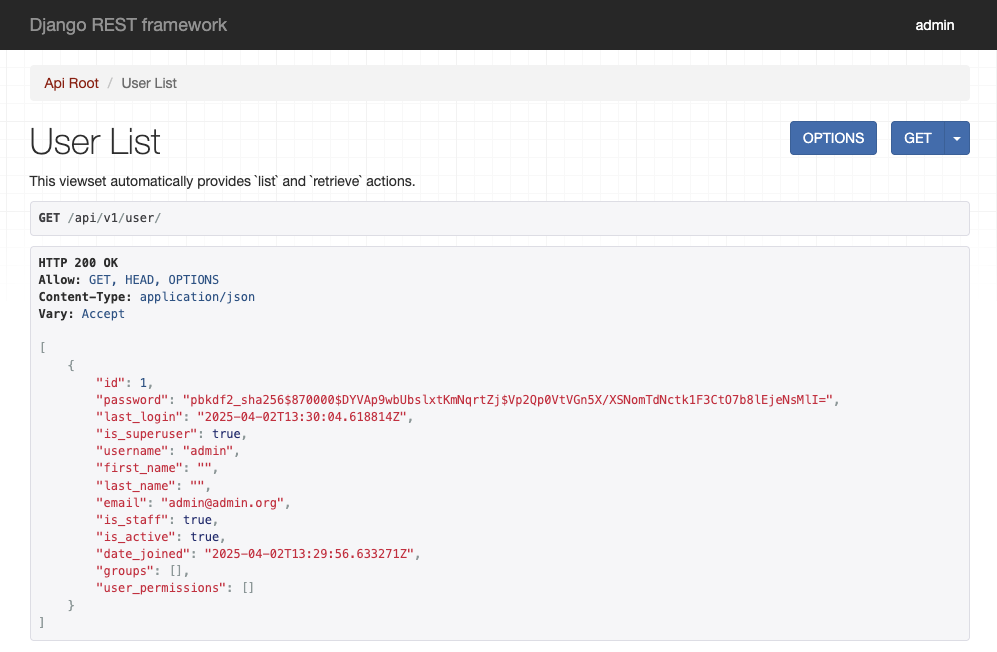 Django REST framework
admin
Api Root / User List
User List
OPTIONS
GET
This viewset automatically provides `list` and `retrieve` actions.
GET /api/v1/user/
HTTP 200 OK
Allow: GET, HEAD, OPTIONS
Content-Type: application/json
Vary: Accept
[
    {
        "id": 1,
        "password": "pbkdf2_sha256$870000$DYVAp9wbUbslxtKmNqrtZj$Vp2Qp0VtVGn5X/XSNomTdNctk1F3CtO7b8lEjeNsMlI=",
        "last_login": "2025-04-02T13:30:04.618814Z",
        "is_superuser": true,
        "username": "admin",
        "first_name": "",
        "last_name": "",
        "email": "admin@admin.org",
        "is_staff": true,
        "is_active": true,
        "date_joined": "2025-04-02T13:29:56.633271Z",
        "groups": [],
        "user_permissions": []
    }
]